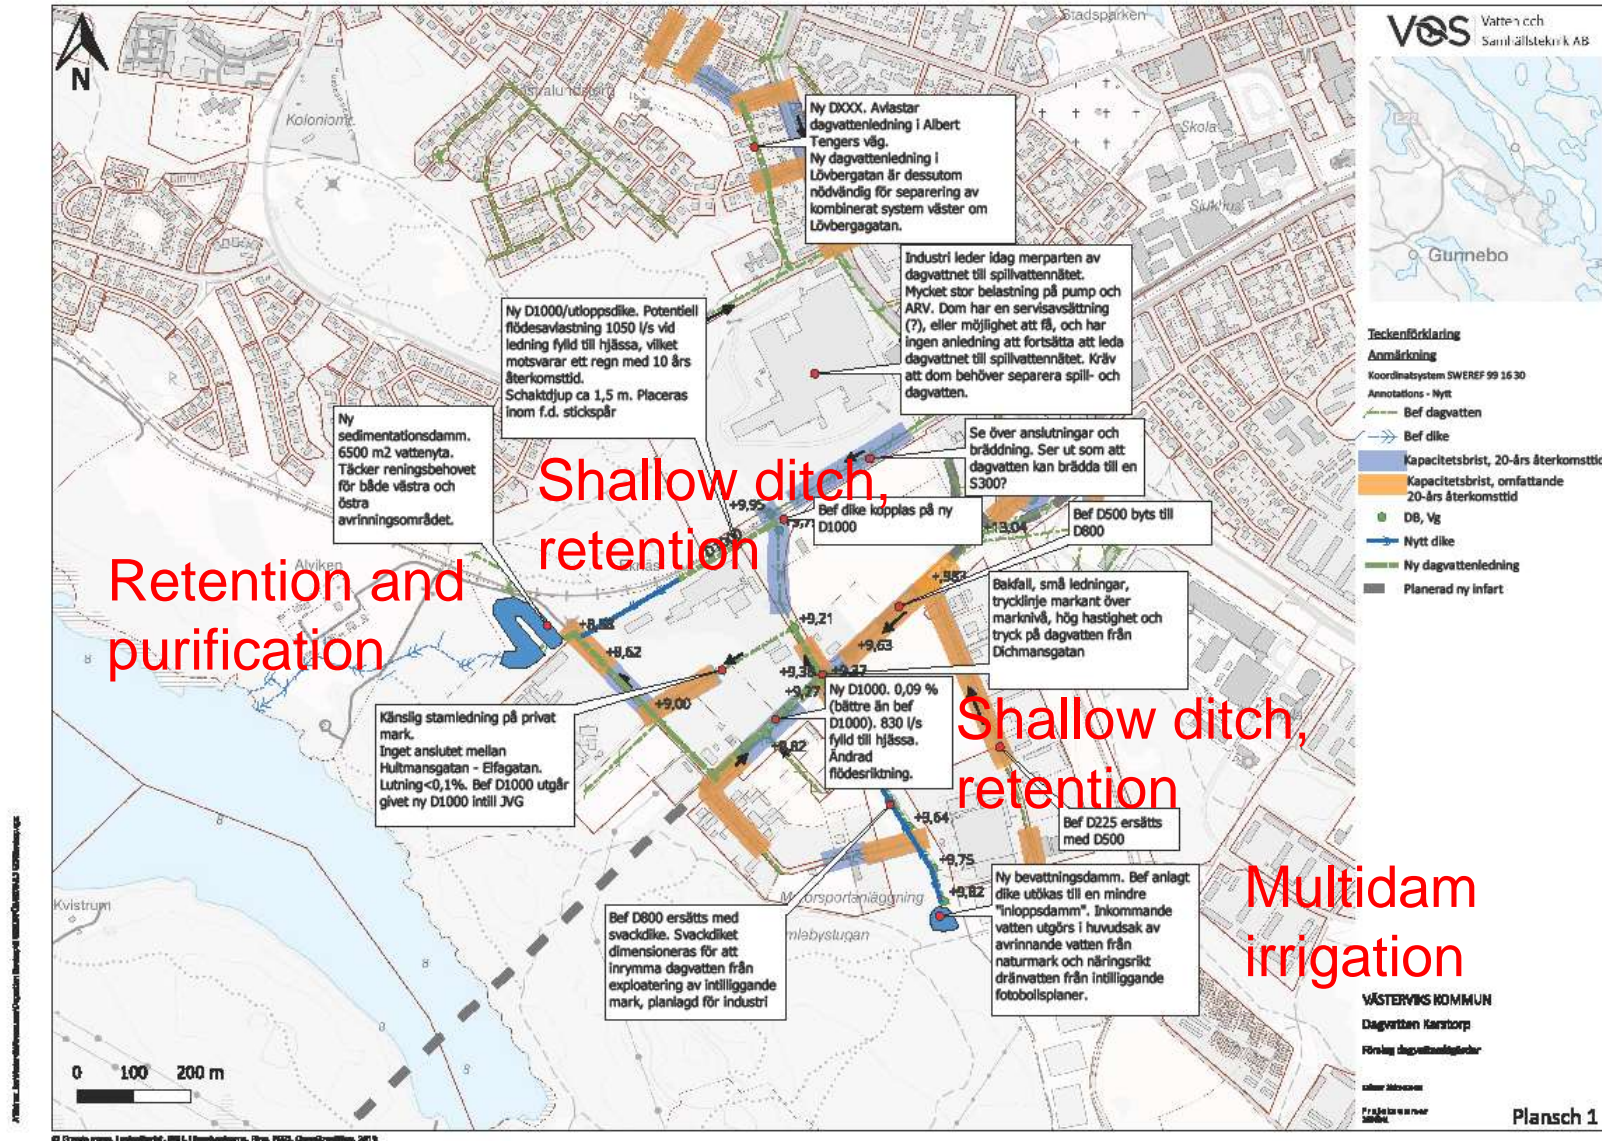 Stadsparken
Koloniomr.
Skola
Sjukhus
N
Ny DXXX. Avlastar
dagvattenledning i Albert
Tengers väg.
Ny dagvattenledning i
Lövbergatan är dessutom
nödvändig för separering av
kombinerat system väster om
Lövbergagatan.
Industri leder idag merparten av
dagvattnet till spillvattennätet.
Mycket stor belastning på pump och
ARV. Dom har en servisavsättning
(?), eller möjlighet att få, och har
ingen anledning att fortsätta att leda
dagvattnet till spillvattennätet. Kräv
att dom behöver separera spill- och
dagvatten.
Ny D1000/utloppsdike. Potentiell
flödesavlastning 1050 l/s vid
ledning fylld till hjässa, vilket
motsvarar ett regn med 10 års
återkomsttid.
Schaktdjup ca 1,5 m. Placeras
inom f.d. stickspår
Ny
sedimentationsdamm.
6500 m2 vattenyta.
Täcker reningsbehovet
för både västra och
östra
avrinningsområdet.
Se över anslutningar och
bräddning. Ser ut som att
dagvatten kan brädda till en
S300?
Shallow ditch,
retention
+9,95
Bef dike kopplas på ny
D1000
+13,04
Bef D500 byts till
D800
Alviken
Retention and
purification
Bakfall, små ledningar,
trycklinje markant över
marknivå, hög hastighet och
tryck på dagvatten från
Dichmansgatan
+9,21
+9,62
+9,63
+9,27
+9,00
Ny D1000. 0,09 %
(bättre än bef
D1000). 830 l/s
fylld till hjässa.
Ändrad
flödesriktning.
Shallow ditch,
retention
Känslig stamledning på privat
mark.
Inget anslutet mellan
Hultmansgatan - Elfagatan.
Lutning<0,1%. Bef D1000 utgår
givet ny D1000 intill JVG
+9,64
Bef D225 ersätts
med D500
+9,75
+9,82
Kvistrum
Bef D800 ersätts med
svackdike. Svackdiket
dimensioneras för att
inrymma dagvatten från
exploatering av intilliggande
mark, planlagd för industri
Ny bevattningsdamm. Bef anlagt
dike utökas till en mindre
"inloppsdamm". Inkommande
vatten utgörs i huvudsak av
avrinnande vatten från
naturmark och näringsrikt
dränvatten från intilliggande
fotbollsplaner.
Multidam
irrigation
0 100 200 m
8
8
8
8
8
VOS
Vatten och
Samhällsteknik AB
Gunnebo
Teckenförklaring
Anmärkning
Koordinatsystem SWEREF 99 16 30
Annotations - Nytt
Bef dagvatten
Bef dike
Kapacitetsbrist, 20-års återkomsttid
Kapacitetsbrist, omfattande
20-års återkomsttid
DB, Vg
Nytt dike
Ny dagvattenledning
Planerad ny infart
VÄSTERVIKS KOMMUN
Dagvatten Karstorp
Förslag dagvattenåtgärder
Plansch 1